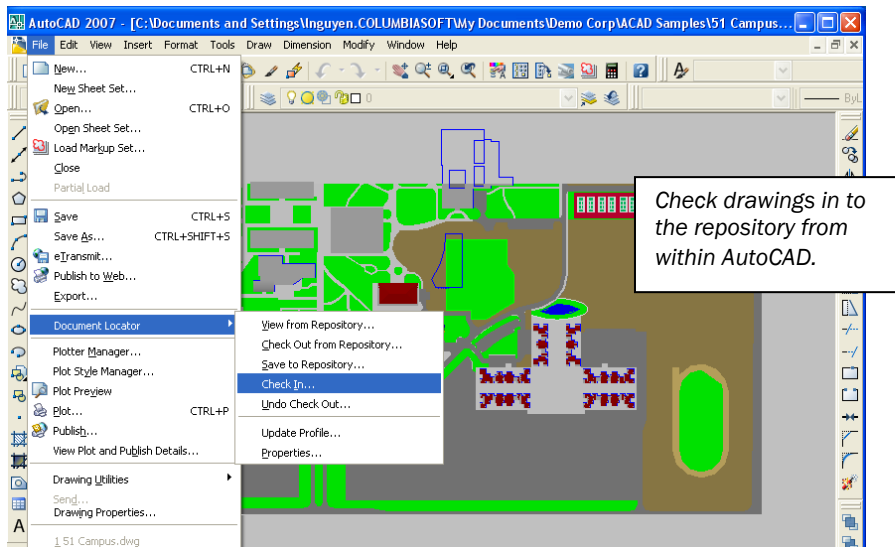 AutoCAD 2007 - [C:\Documents and Settings\lnguyen.COLUMBIASOFT\My Documents\Demo Corp\ACAD Samples\51 Campus...
File Edit View Insert Format Tools Draw Dimension Modify Window Help
New... CTRL+N
New Sheet Set...
Open... CTRL+O
Open Sheet Set...
Load Markup Set...
Close
Partial Load
Save CTRL+S
Save As... CTRL+SHIFT+S
eTransmit...
Publish to Web...
Export...
Document Locator
Plotter Manager...
Plot Style Manager...
Plot Preview
Plot... CTRL+P
Publish...
View Plot and Publish Details...
Drawing Utilities
Send...
Drawing Properties...
1 51 Campus.dwg
View from Repository...
Check Out from Repository...
Save to Repository...
Check In...
Undo Check Out...
Update Profile...
Properties...
0
ByL
A
Check drawings in to
the repository from
within AutoCAD.